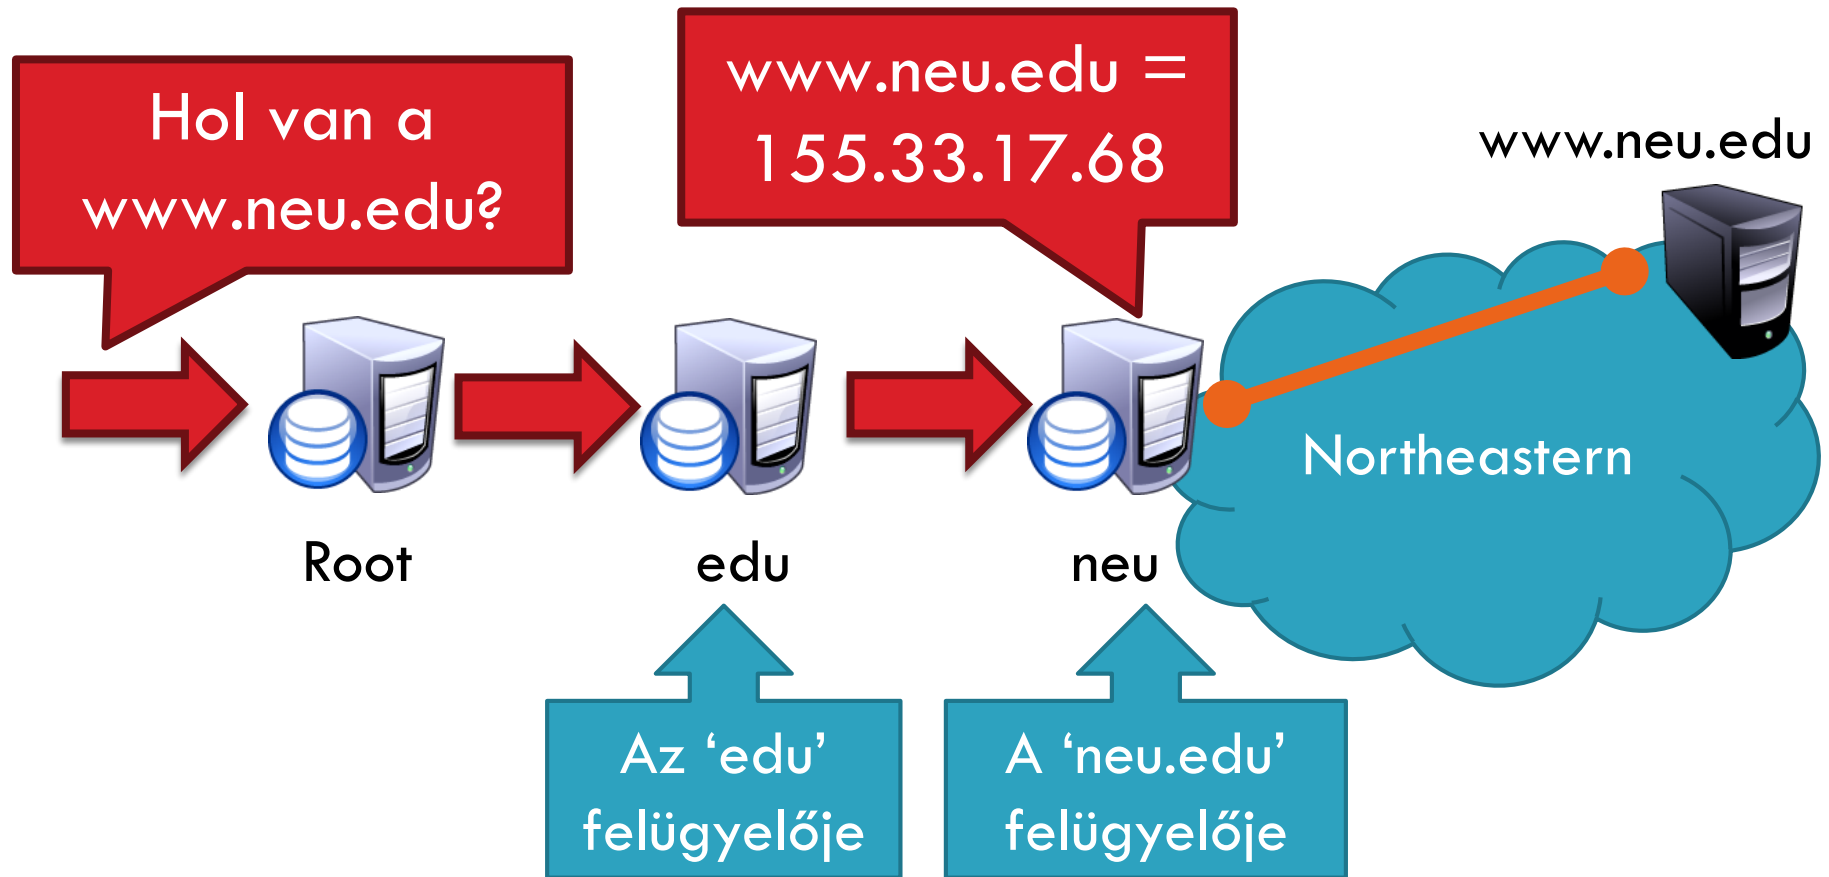 Hol van a
www.neu.edu?
www.neu.edu =
155.33.17.68
www.neu.edu
Northeastern
Root
edu
neu
Az ‘edu’
felügyelője
A ‘neu.edu’
felügyelője